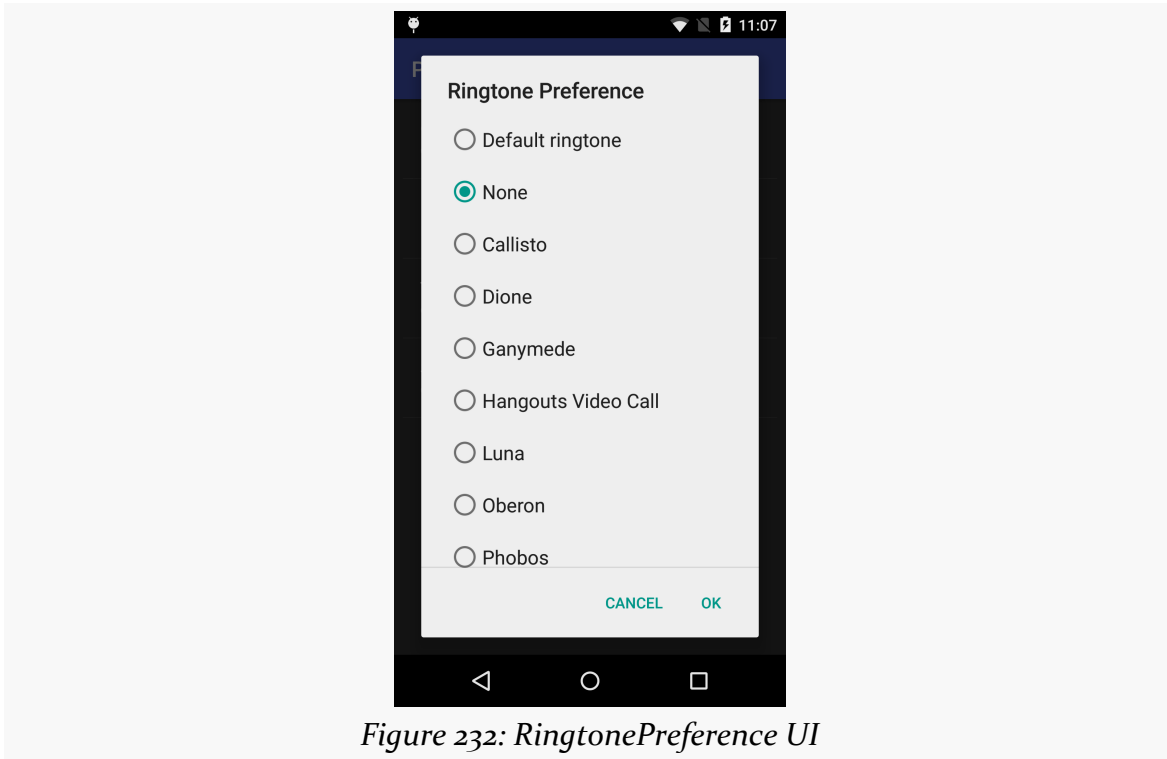 11:07
P
Ringtone Preference
Default ringtone
None
Callisto
Dione
Ganymede
Hangouts Video Call
Luna
Oberon
Phobos
CANCEL OK
Figure 232: RingtonePreference UI